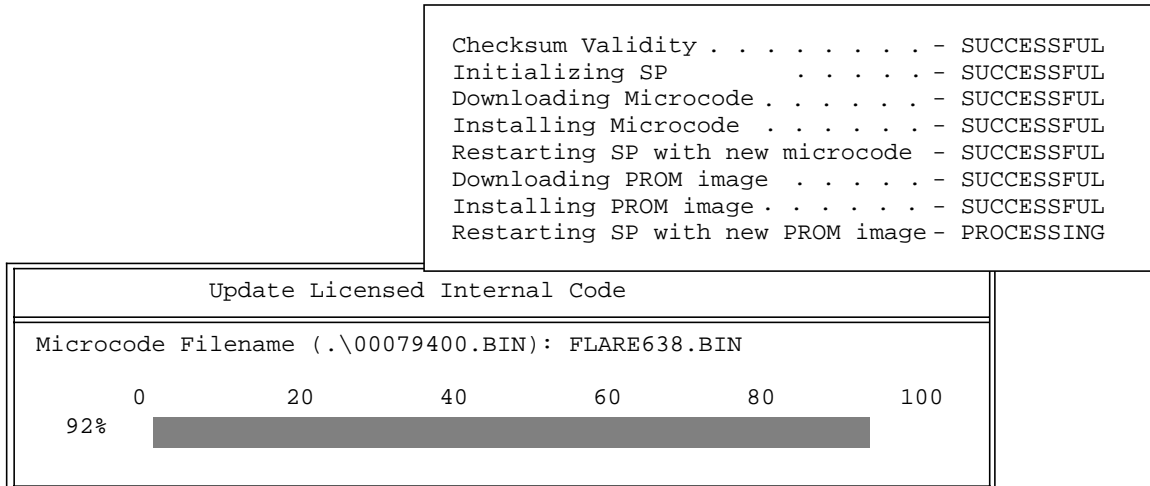 Checksum Validity . . . . . . . . - SUCCESSFUL
Initializing SP . . . . . - SUCCESSFUL
Downloading Microcode . . . . . . - SUCCESSFUL
Installing Microcode . . . . . . - SUCCESSFUL
Restarting SP with new microcode - SUCCESSFUL
Downloading PROM image . . . . . - SUCCESSFUL
Installing PROM image . . . . . . - SUCCESSFUL
Restarting SP with new PROM image - PROCESSING
Update Licensed Internal Code
Microcode Filename (.\00079400.BIN): FLARE638.BIN
0 20 40 60 80 100
92%